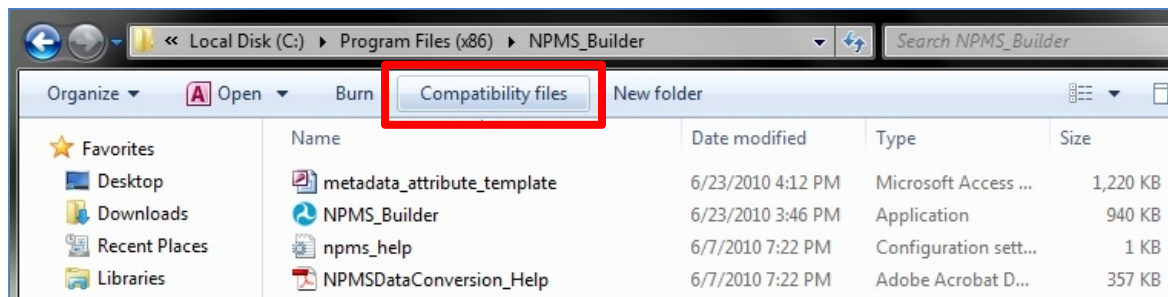 « Local Disk (C:) ▸ Program Files (x86) ▸ NPMS_Builder Search NPMS_Builder
Organize Open Burn Compatibility files New folder
Favorites Name Date modified Type Size
Desktop metadata_attribute_template 6/23/2010 4:12 PM Microsoft Access ... 1,220 KB
Downloads NPMS_Builder 6/23/2010 3:46 PM Application 940 KB
Recent Places npms_help 6/7/2010 7:22 PM Configuration sett... 1 KB
Libraries NPMSDataConversion_Help 6/7/2010 7:22 PM Adobe Acrobat D... 357 KB